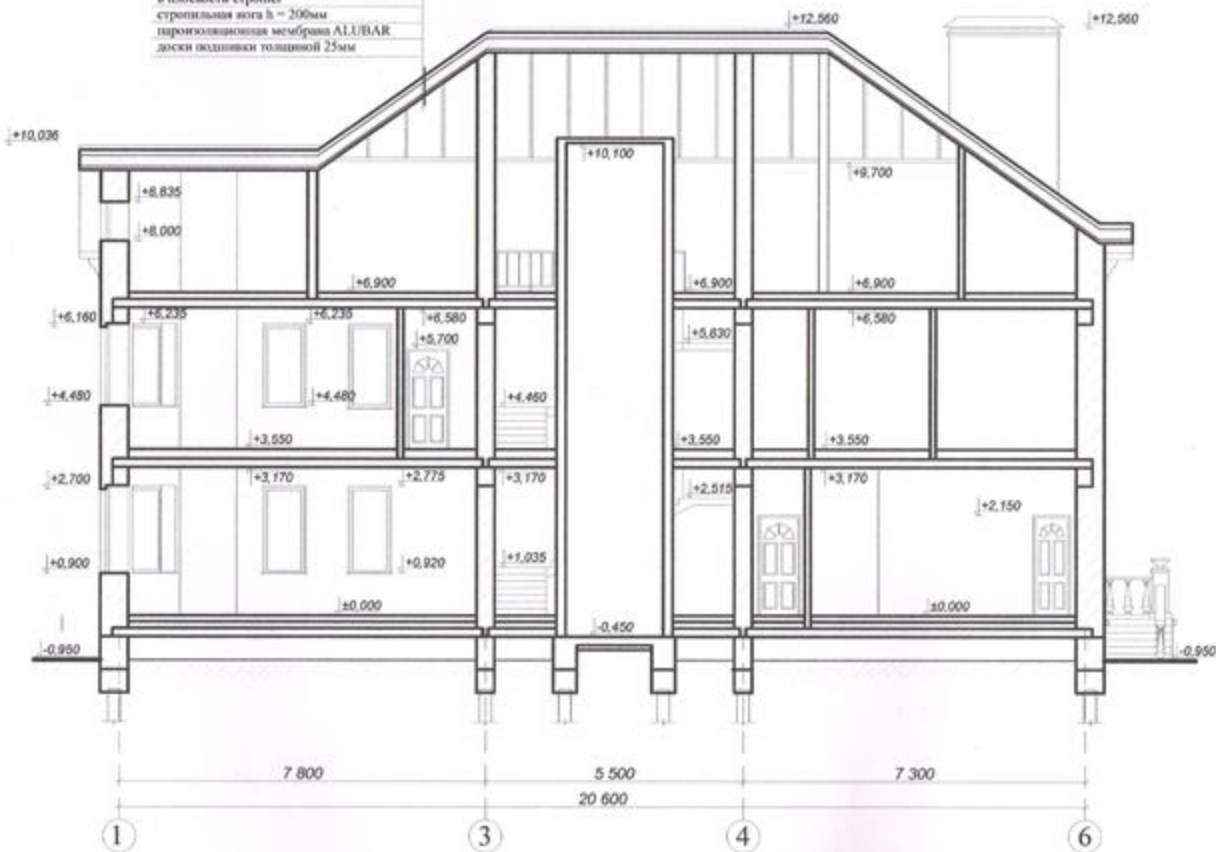 стропильная нога h = 200мм
пароизоляционная мембрана ALUBAR
доски подшивки толщиной 25мм
+12,560 +12,560
+10,036
+10,100
+9,700
+8,835
+8,000
+6,900 +6,900 +6,900
+6,160 +6,235 +6,235 +6,580 +6,580
+5,700 +5,830
+4,480 +4,480 +4,460
+3,550 +3,550 +3,550
+2,700 +3,170 +2,775 +3,170 +3,170
+2,515 +2,150
+0,900 +0,920 +1,035
±0,000 ±0,000
-0,450
-0,950 -0,950
7 800 5 500 7 300
20 600
1 3 4 6